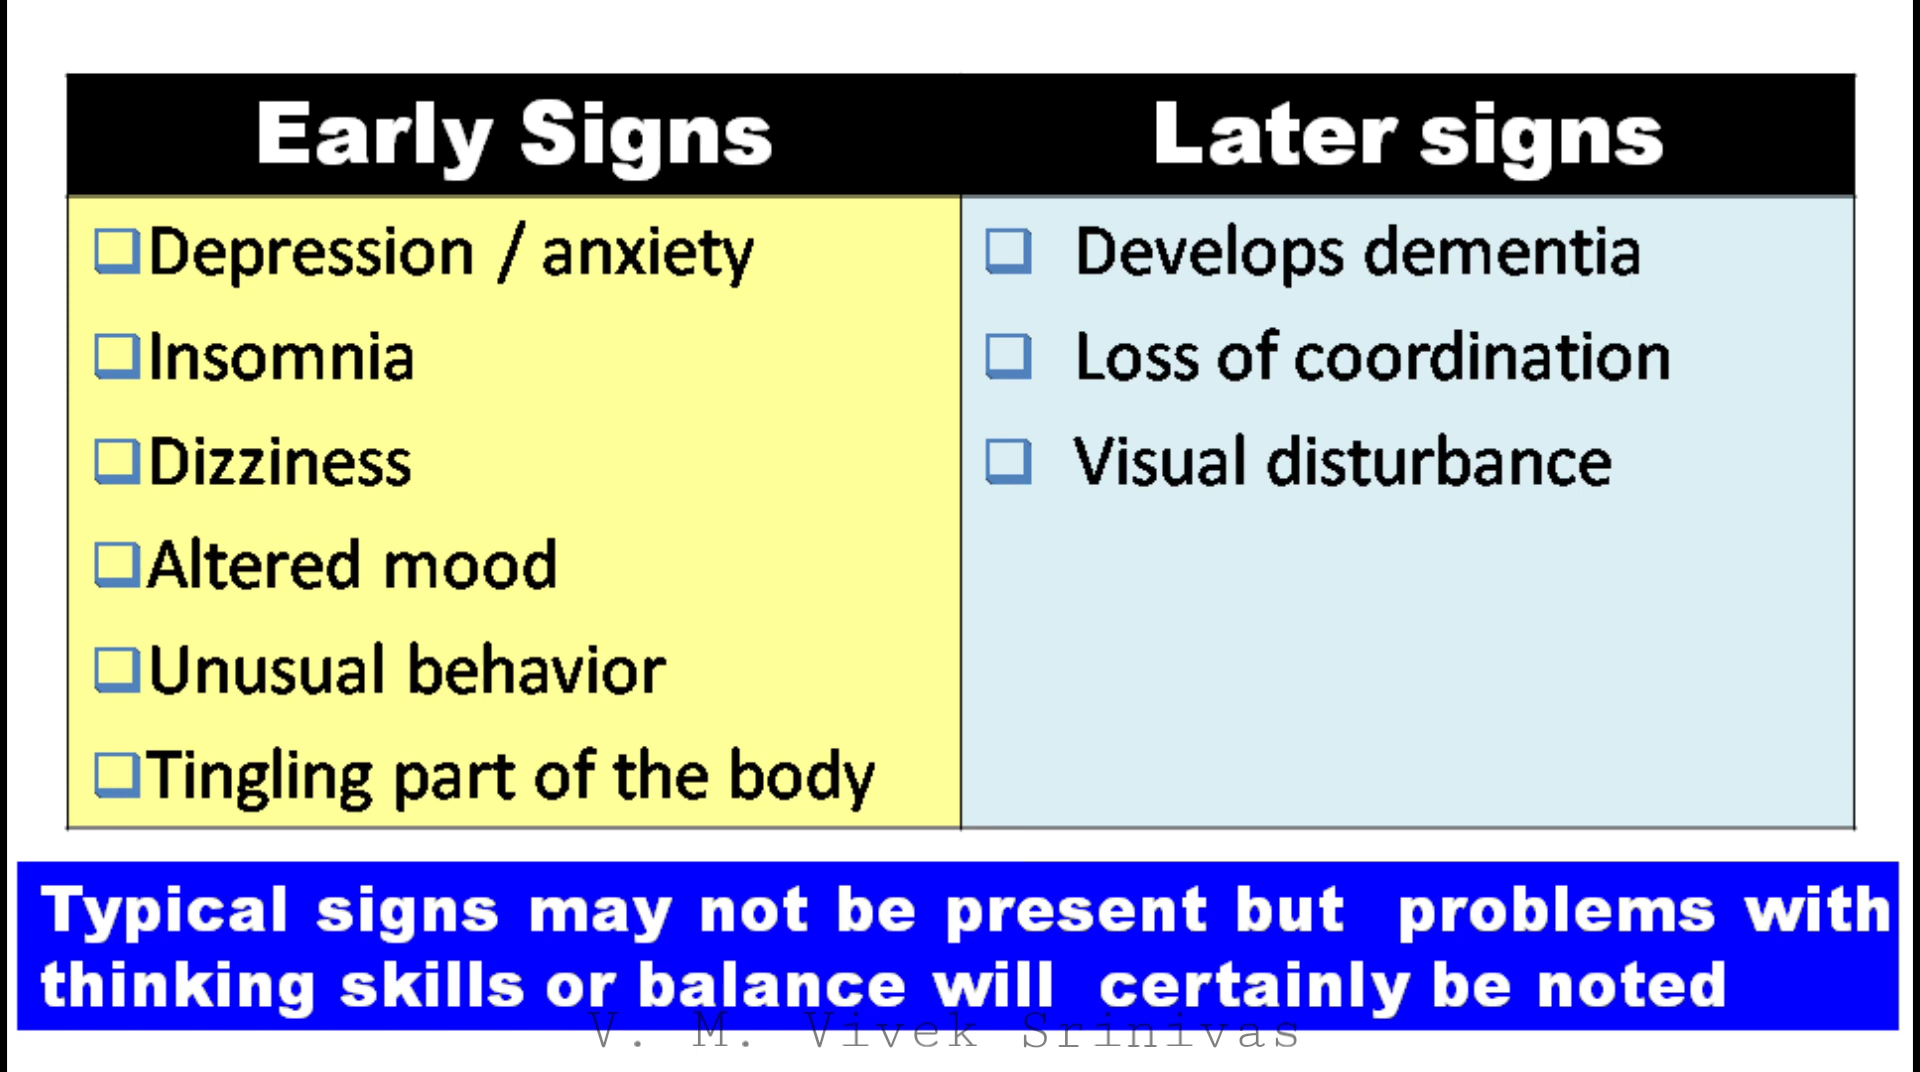 Early Signs
Later signs
Depression / anxiety
Insomnia
Dizziness
Altered mood
Unusual behavior
Tingling part of the body
Develops dementia
Loss of coordination
Visual disturbance
Typical signs may not be present but problems with
thinking skills or balance will certainly be noted
V. M. Vivek Srinivas